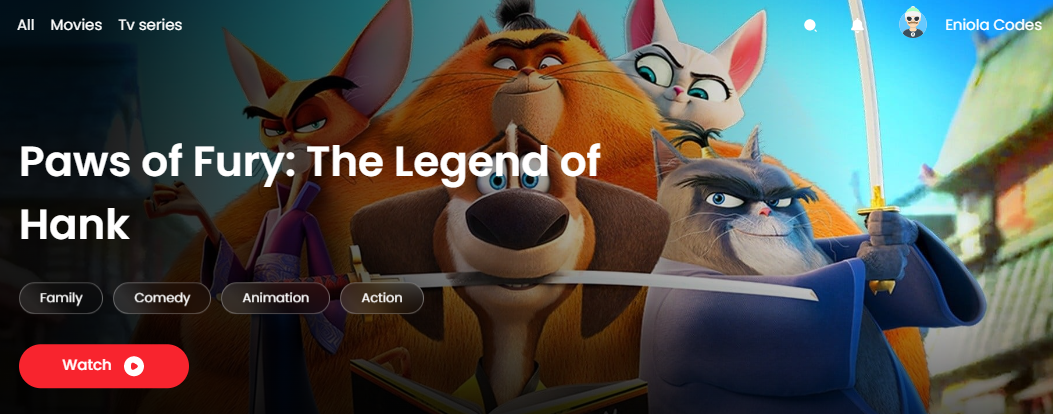 All Movies Tv series Eniola Codes
Paws of Fury: The Legend of
Hank
Family Comedy Animation Action
Watch